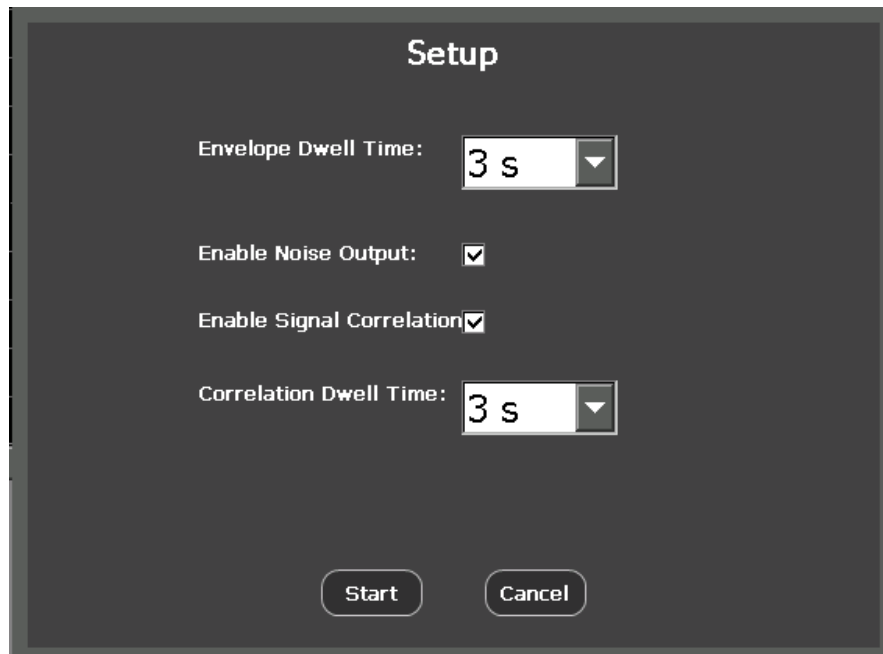 Setup
Envelope Dwell Time: 3 s
Enable Noise Output:
Enable Signal Correlation
Correlation Dwell Time: 3 s
Start Cancel